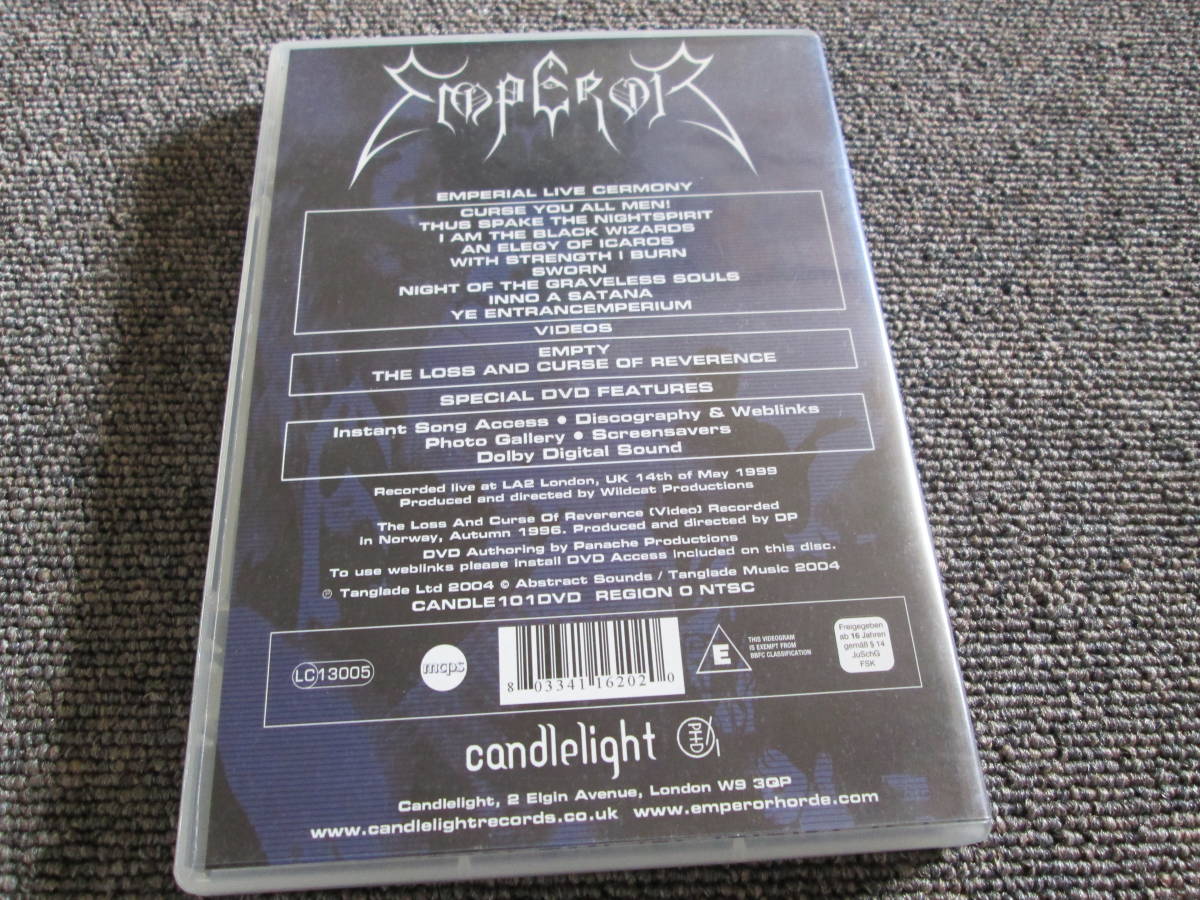 EMPEROR
EMPERIAL LIVE CERMONY
CURSE YOU ALL MEN!
THUS SPAKE THE NIGHTSPIRIT
I AM THE BLACK WIZARDS
AN ELEGY OF ICAROS
WITH STRENGTH I BURN
SWORN
NIGHT OF THE GRAVELESS SOULS
INNO A SATANA
YE ENTRANCEMPERIUM
VIDEOS
EMPTY
THE LOSS AND CURSE OF REVERENCE
SPECIAL DVD FEATURES
Instant Song Access • Discography & Weblinks
Photo Gallery • Screensavers
Dolby Digital Sound
Recorded live at LA2 London, UK 14th of May 1999
Produced and directed by Wildcat Productions
The Loss And Curse Of Reverence (Video) Recorded
in Norway, Autumn 1996. Produced and directed by DP
DVD Authoring by Panache Productions
To use weblinks please install DVD Access included on this disc.
℗ Tanglade Ltd 2004 © Abstract Sounds / Tanglade Music 2004
CANDLE101DVD REGION 0 NTSC
LC 13005
mcps
8 03341 16202 0
E
THIS VIDEOGRAM
IS EXEMPT FROM
BBFC CLASSIFICATION
Freigegeben
ab 16 Jahren
gemäß § 14
JuSchG
FSK
candlelight
PHD
Candlelight, 2 Elgin Avenue, London W9 3QP
www.candlelightrecords.co.uk www.emperorhorde.com